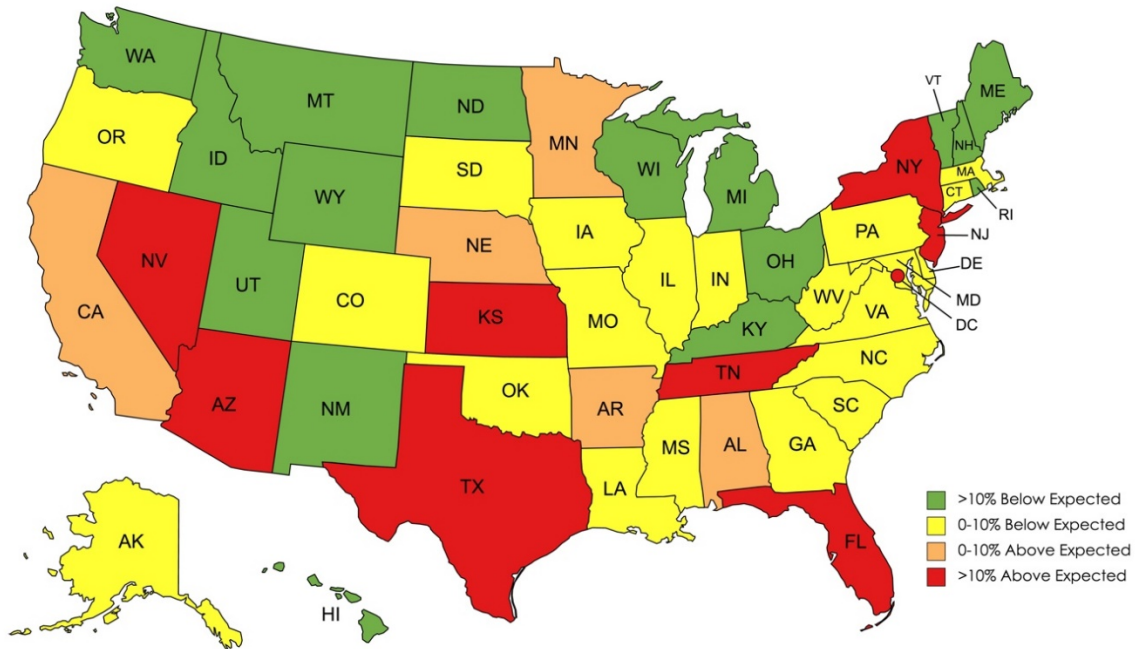 WA
MT
ND
MN
VT
ME
OR
ID
SD
WI
NH
NY
MA
WY
MI
CT
RI
IA
PA
NJ
NE
NV
OH
DE
UT
IL
IN
CO
WV
MD
CA
KS
MO
VA
DC
KY
NC
TN
OK
AZ
NM
AR
SC
MS
AL
GA
TX
LA
>10% Below Expected
0-10% Below Expected
AK
FL
0-10% Above Expected
>10% Above Expected
HI